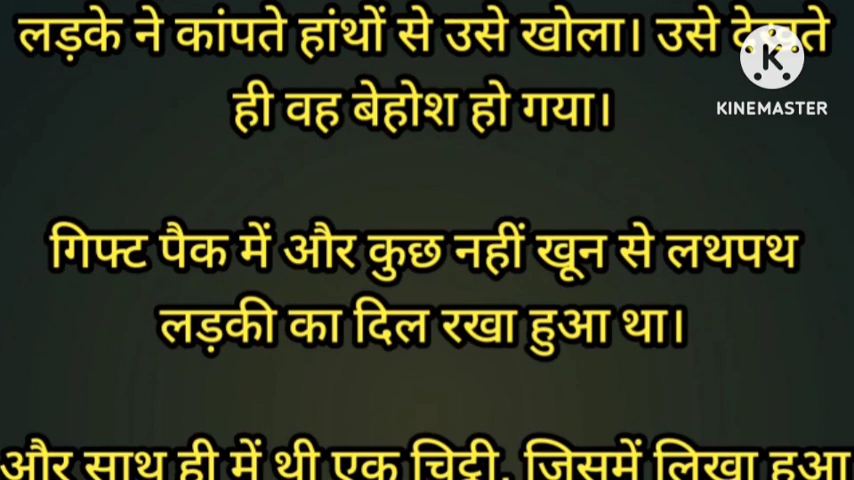 लड़के ने कांपते हांथों से उसे खोला। उसे देखते
ही वह बेहोश हो गया।
KINEMASTER
गिफ्ट पैक में और कुछ नहीं खून से लथपथ
लड़की का दिल रखा हुआ था।
और साथ ही में थी एक चिट्ठी, जिसमें लिखा हुआ